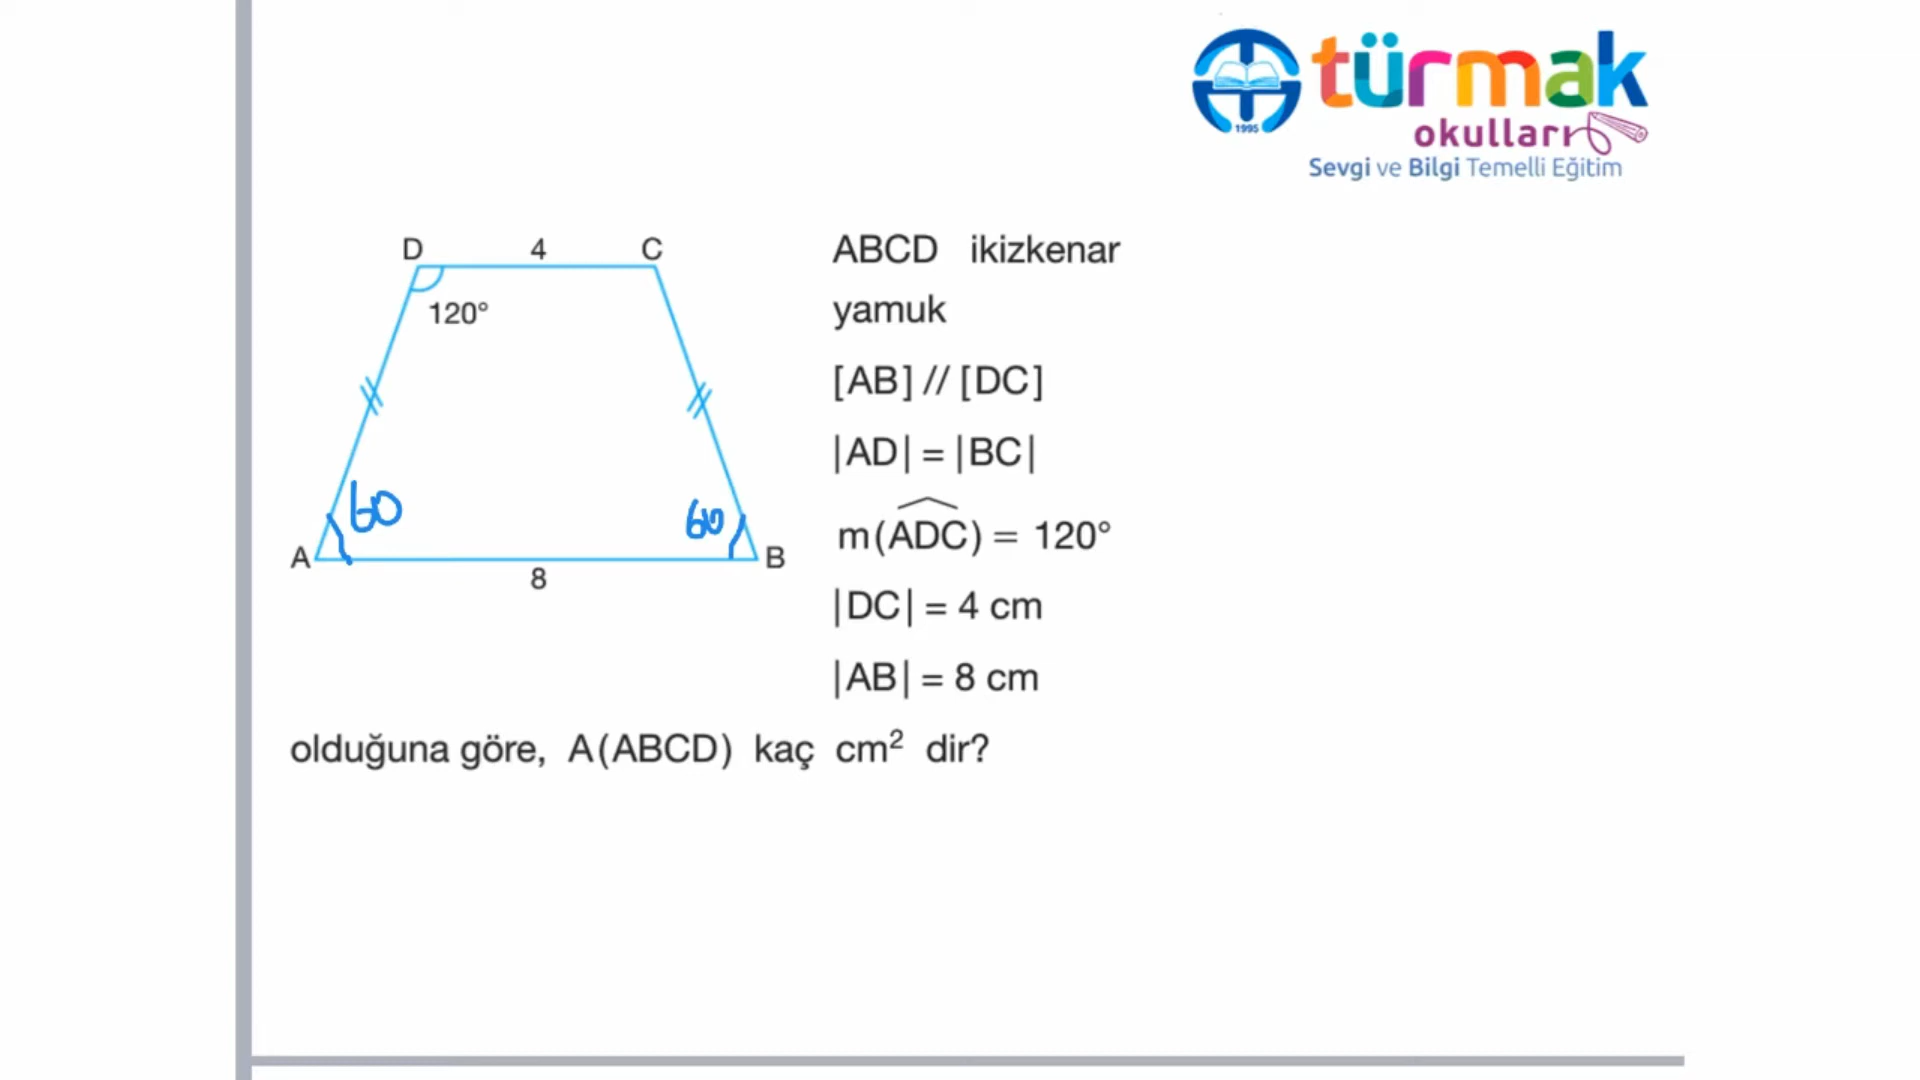 1995
türmak
okulları
Sevgi ve Bilgi Temelli Eğitim
D 4 C
120°
60 60
A B
8
ABCD ikizkenar
yamuk
[AB] // [DC]
|AD| = |BC|
m(ADC) = 120°
|DC| = 4 cm
|AB| = 8 cm
olduğuna göre, A(ABCD) kaç cm² dir?